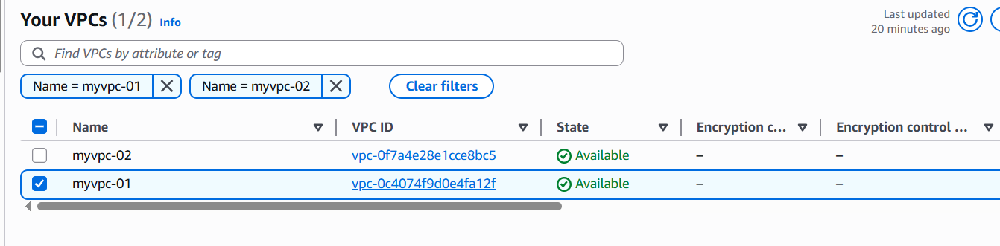 Your VPCs (1/2) Info
Last updated
20 minutes ago
Find VPCs by attribute or tag
Name = myvpc-01 Name = myvpc-02 Clear filters
Name VPC ID State Encryption c... Encryption control ...
myvpc-02 vpc-0f7a4e28e1cce8bc5 Available – –
myvpc-01 vpc-0c4074f9d0e4fa12f Available – –